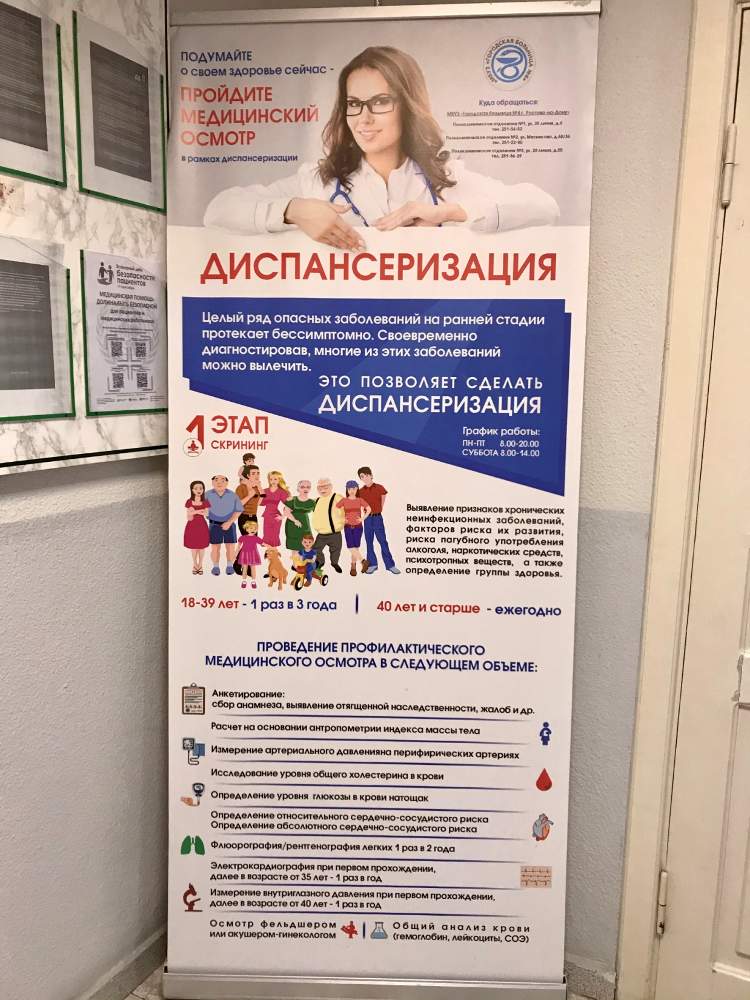 ПОДУМАЙТЕ
о своем здоровье сейчас -
ПРОЙДИТЕ
МЕДИЦИНСКИЙ
ОСМОТР
в рамках диспансеризации
МБУЗ «ГОРОДСКАЯ БОЛЬНИЦА №6»
Куда обращаться:
МБУЗ «Городская больница №6 г. Ростова-на-Дону»
Поликлиническое отделение №1, ул. 35 линия, д.6
тел. 251-56-52
Поликлиническое отделение №2, ул. Мясникова, д.68/36
тел. 251-22-00
Поликлиническое отделение №3, ул. 28 линия, д.55
тел. 251-86-29
ДИСПАНСЕРИЗАЦИЯ
Целый ряд опасных заболеваний на ранней стадии
протекает бессимптомно. Своевременно
диагностировав, многие из этих заболеваний
можно вылечить.
ЭТО ПОЗВОЛЯЕТ СДЕЛАТЬ
ДИСПАНСЕРИЗАЦИЯ
График работы:
ПН-ПТ 8.00-20.00
СУББОТА 8.00-14.00
1 ЭТАП
СКРИНИНГ
Выявление признаков хронических
неинфекционных заболеваний,
факторов риска их развития,
риска пагубного употребления
алкоголя, наркотических средств,
психотропных веществ, а также
определение группы здоровья.
18-39 лет - 1 раз в 3 года | 40 лет и старше - ежегодно
ПРОВЕДЕНИЕ ПРОФИЛАКТИЧЕСКОГО
МЕДИЦИНСКОГО ОСМОТРА В СЛЕДУЮЩЕМ ОБЪЕМЕ:
Анкетирование:
сбор анамнеза, выявление отягщенной наследственности, жалоб и др.
Расчет на основании антропометрии индекса массы тела
Измерение артериального давленияна перифирических артериях
Исследование уровня общего холестерина в крови
Определение уровня глюкозы в крови натощак
Определение относительного сердечно-сосудистого риска
Определение абсолютного сердечно-сосудистого риска
Флюорография/рентгенография легких 1 раз в 2 года
Электрокардиография при первом прохождении,
далее в возрасте от 35 лет - 1 раз в год
Измерение внутриглазного давления при первом прохождении,
далее в возрасте от 40 лет - 1 раз в год
Осмотр фельдшером
или акушером-гинекологом
Общий анализ крови
(гемоглобин, лейкоциты, СОЭ)
Всемирный день
безопасности
пациентов
17 сентября
МЕДИЦИНСКАЯ ПОМОЩЬ
ДОЛЖНА БЫТЬ БЕЗОПАСНОЙ
для пациентов и
медицинских работников